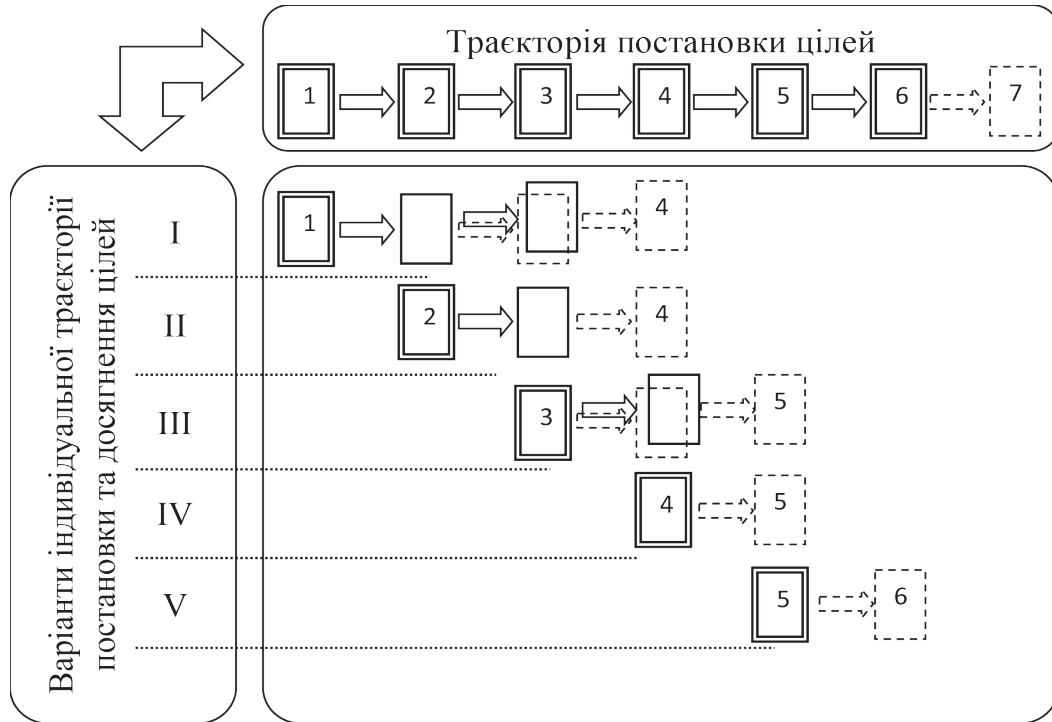 Траєкторія постановки цілей
1 2 3 4 5 6 7
Варіанти індивідуальної траєкторії
постановки та досягнення цілей
I 1 4
II 2 4
III 3 5
IV 4 5
V 5 6